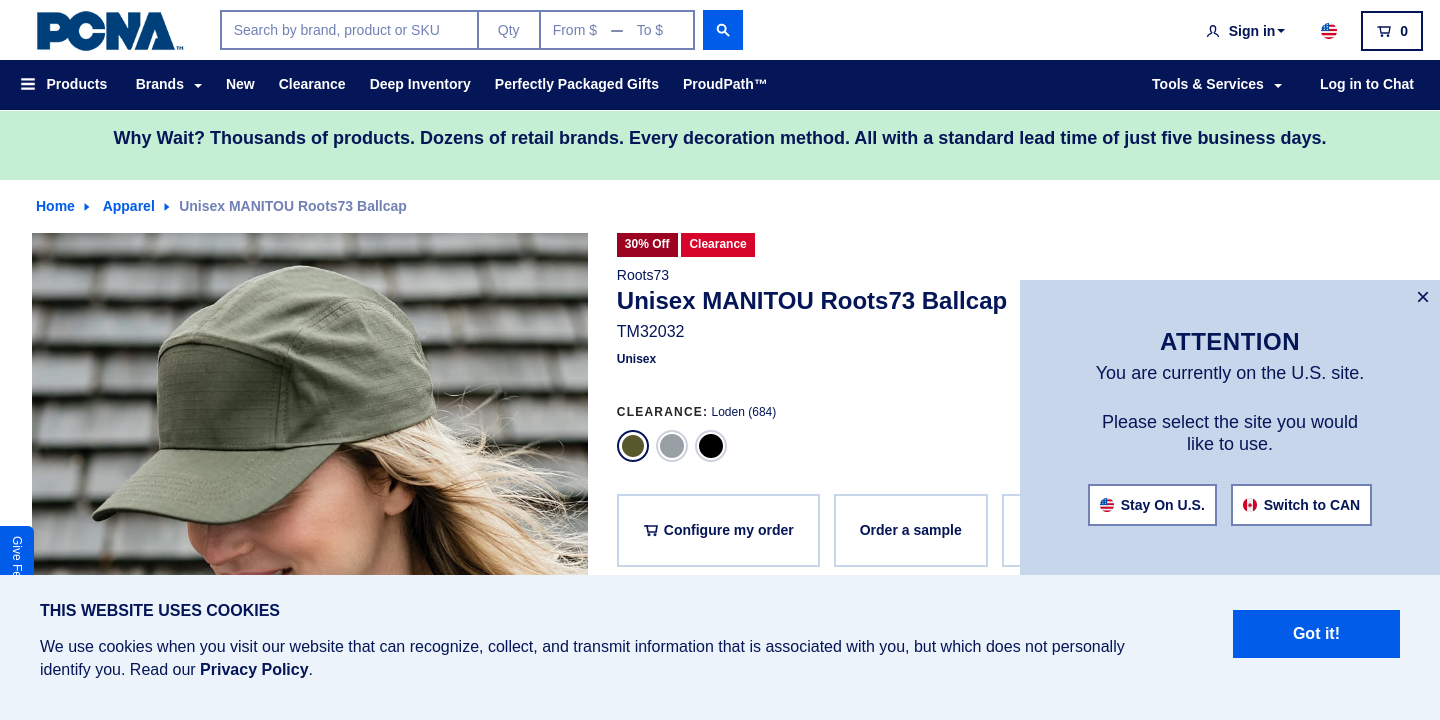 PCNA™
Search by brand, product or SKU
Qty
From $ — To $
Sign in
0
Products
Brands
New
Clearance
Deep Inventory
Perfectly Packaged Gifts
ProudPath™
Tools & Services
Log in to Chat
Why Wait? Thousands of products. Dozens of retail brands. Every decoration method. All with a standard lead time of just five business days.
Home
Apparel
Unisex MANITOU Roots73 Ballcap
30% Off
Clearance
Roots73
Unisex MANITOU Roots73 Ballcap
TM32032
Unisex
CLEARANCE: Loden (684)
Configure my order
Order a sample
×
ATTENTION
You are currently on the U.S. site.
Please select the site you would
like to use.
Stay On U.S.
Switch to CAN
Give
THIS WEBSITE USES COOKIES
We use cookies when you visit our website that can recognize, collect, and transmit information that is associated with you, but which does not personally
identify you. Read our Privacy Policy.
Got it!